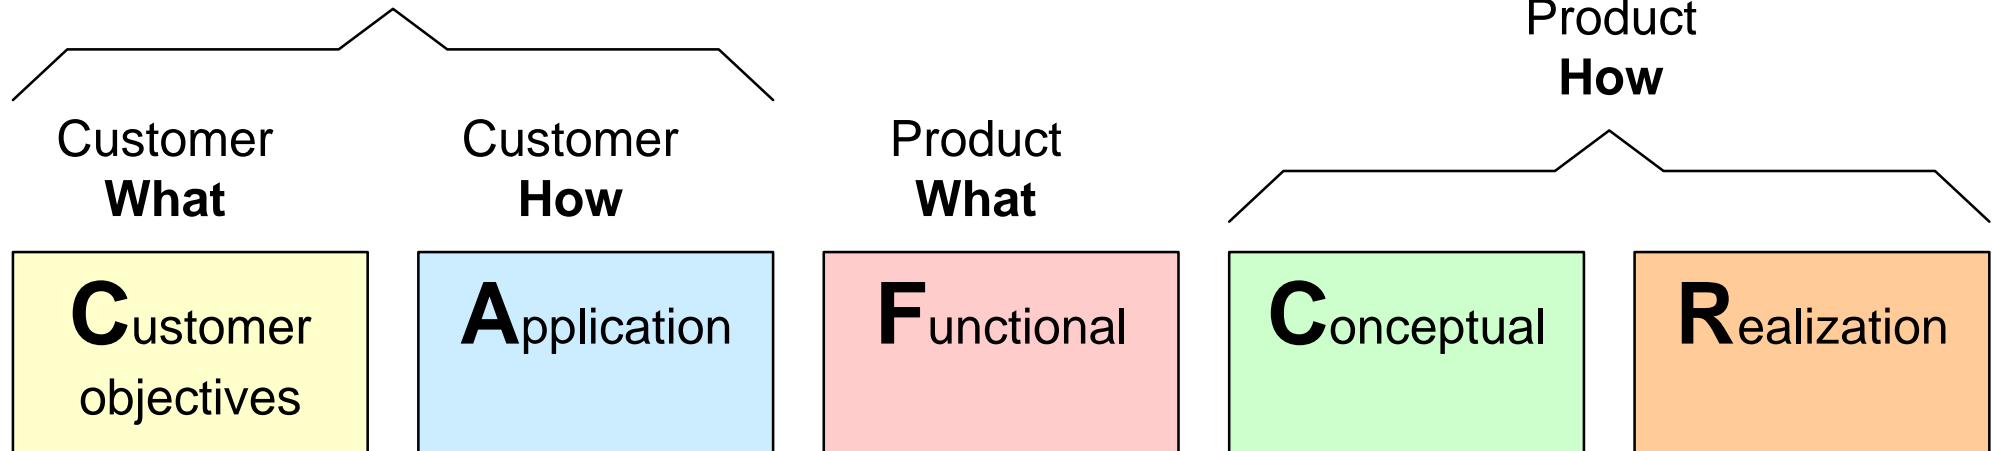 Product
How
Customer
What
Customer
How
Product
What
Customer
objectives
Application
Functional
Conceptual
Realization